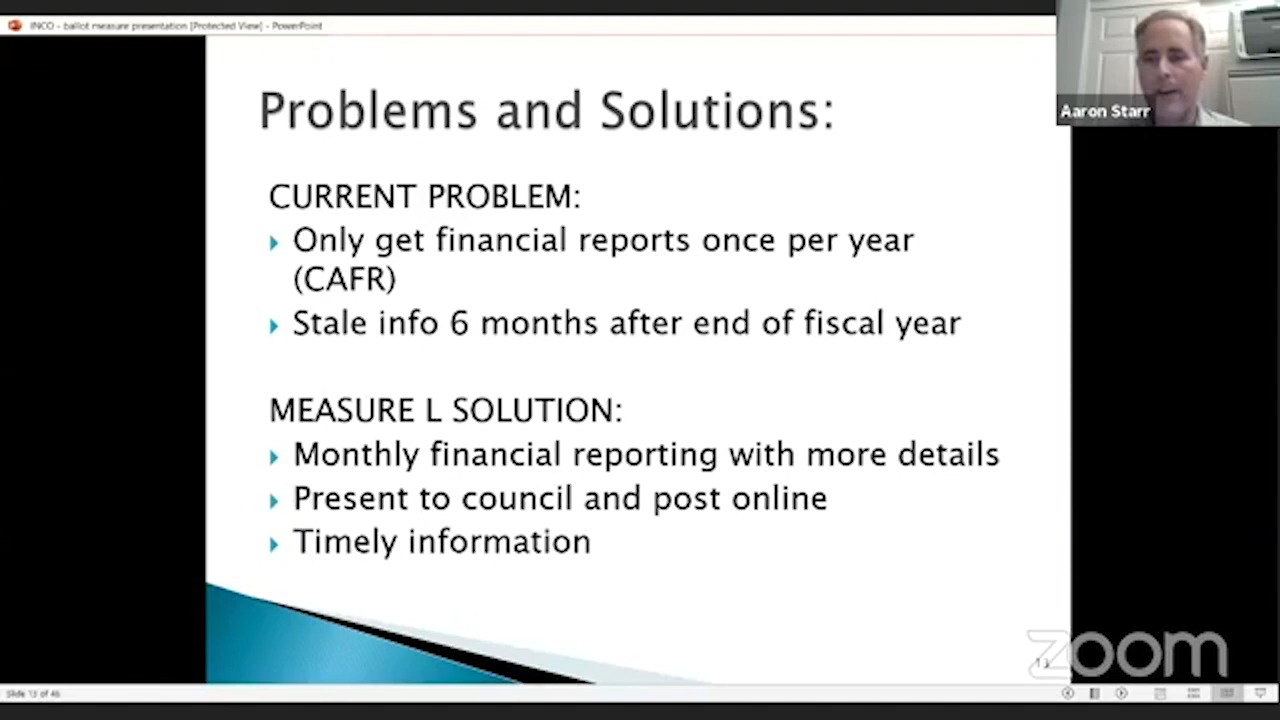 INCO - ballot measure presentation [Protected View] - PowerPoint
Aaron Starr
Problems and Solutions:
CURRENT PROBLEM:
Only get financial reports once per year
(CAFR)
Stale info 6 months after end of fiscal year
MEASURE L SOLUTION:
Monthly financial reporting with more details
Present to council and post online
Timely information
zoom
Slide 13 of 46